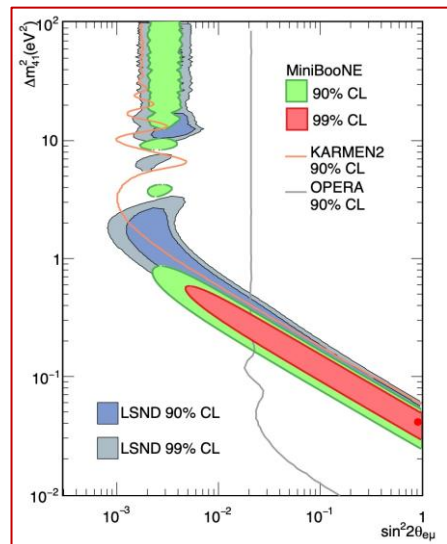 Δm²₄₁(eV²)
10²
10
1
10⁻¹
10⁻²
MiniBooNE
90% CL
99% CL
KARMEN2
90% CL
OPERA
90% CL
LSND 90% CL
LSND 99% CL
10⁻³
10⁻²
10⁻¹
1
sin²2θₑμ